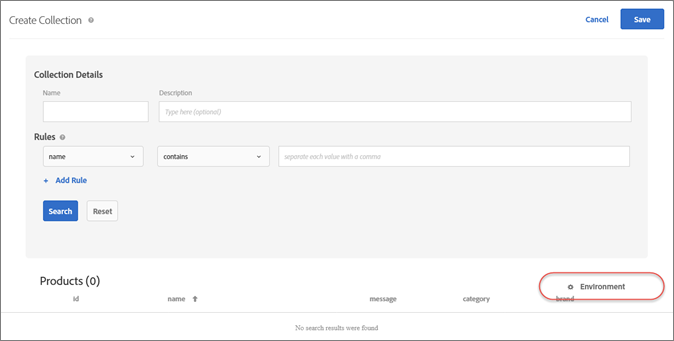 Create Collection
Cancel Save
Collection Details
Name Description
Type here (optional)
Rules
name contains separate each value with a comma
+ Add Rule
Search Reset
Products (0) Environment
id name message category brand
No search results were found